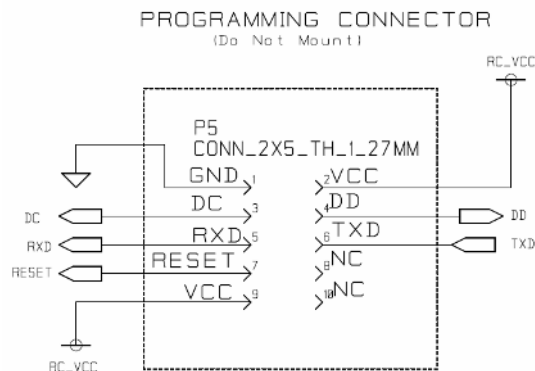 PROGRAMMING CONNECTOR
(Do Not Mount)
RC_VCC
P5
CONN_2X5_TH_1_27MM
GND 1 2 VCC
DC DC 3 4 DD DD
RXD RXD 5 6 TXD TXD
RESET RESET 7 8 NC
VCC 9 10 NC
RC_VCC